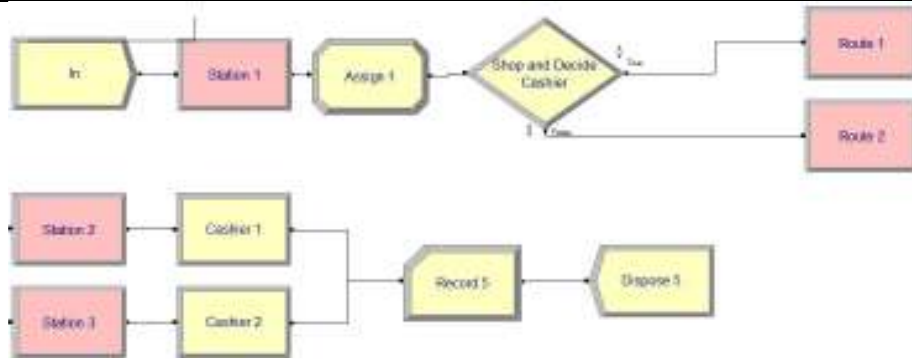 In
Station 1
Assign 1
Shop and Decide
Cashier
True
False
Route 1
Route 2
Station 2
Cashier 1
Record 5
Dispose 5
Station 3
Cashier 2